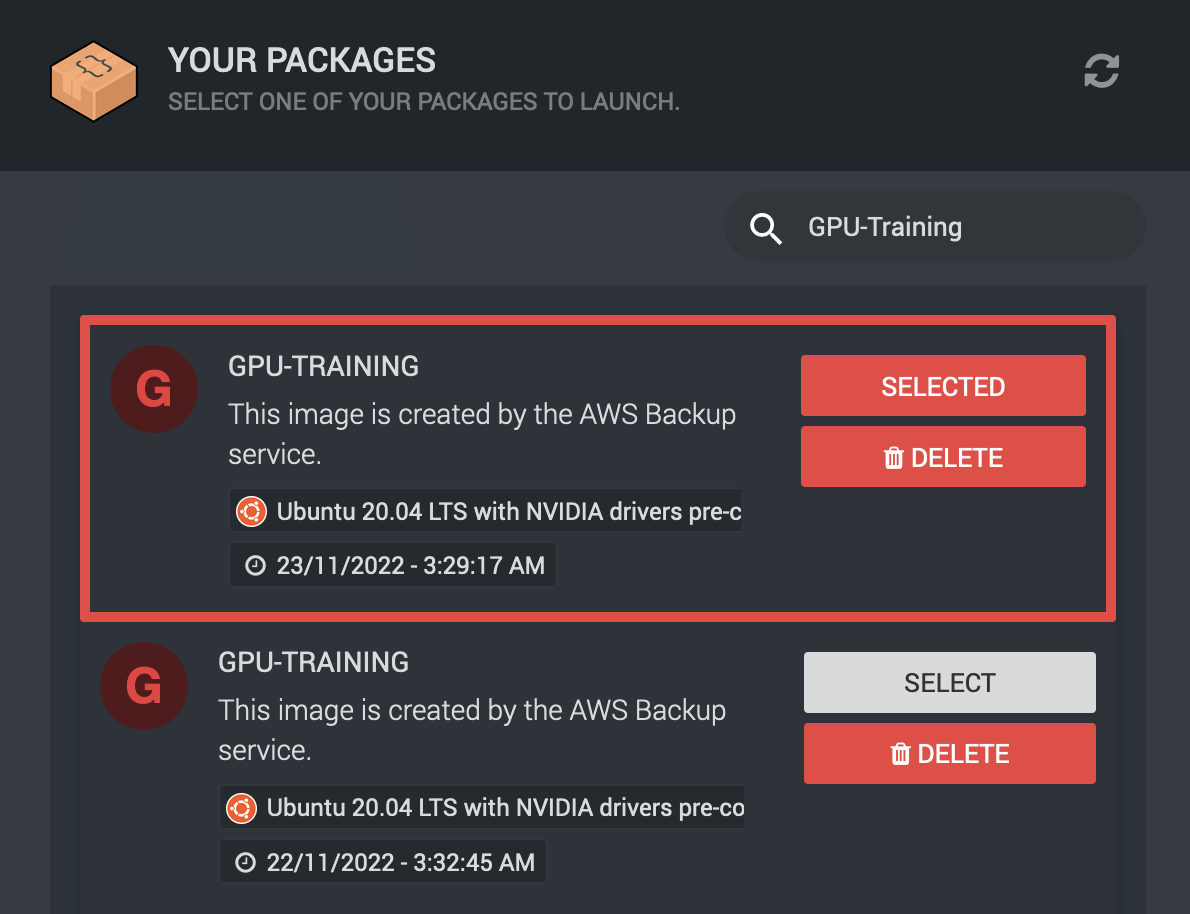 YOUR PACKAGES
SELECT ONE OF YOUR PACKAGES TO LAUNCH.
GPU-Training
G
GPU-TRAINING
This image is created by the AWS Backup
service.
Ubuntu 20.04 LTS with NVIDIA drivers pre-c
23/11/2022 - 3:29:17 AM
SELECTED
DELETE
G
GPU-TRAINING
This image is created by the AWS Backup
service.
Ubuntu 20.04 LTS with NVIDIA drivers pre-co
22/11/2022 - 3:32:45 AM
SELECT
DELETE